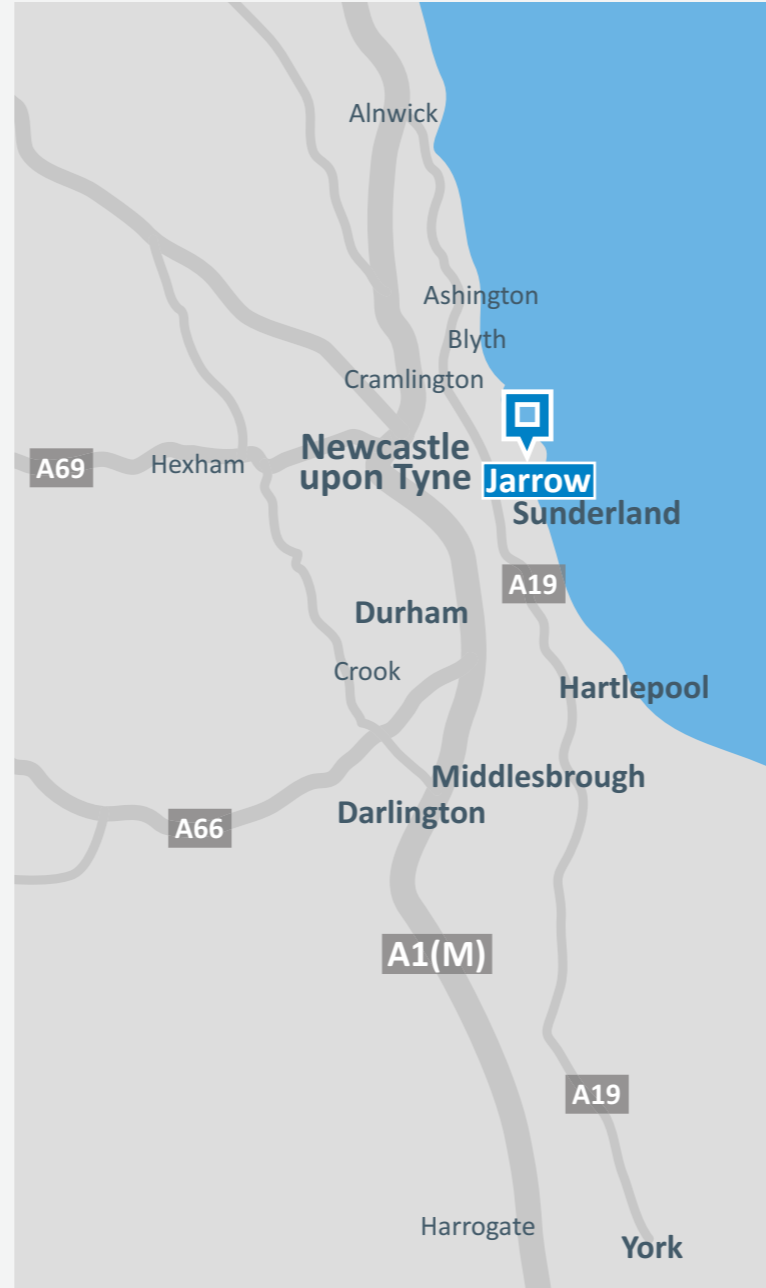 Alnwick
Ashington
Blyth
Cramlington
Newcastle
upon Tyne
Jarrow
A69
Hexham
Sunderland
A19
Durham
Crook
Hartlepool
Middlesbrough
Darlington
A66
A1(M)
A19
Harrogate
York